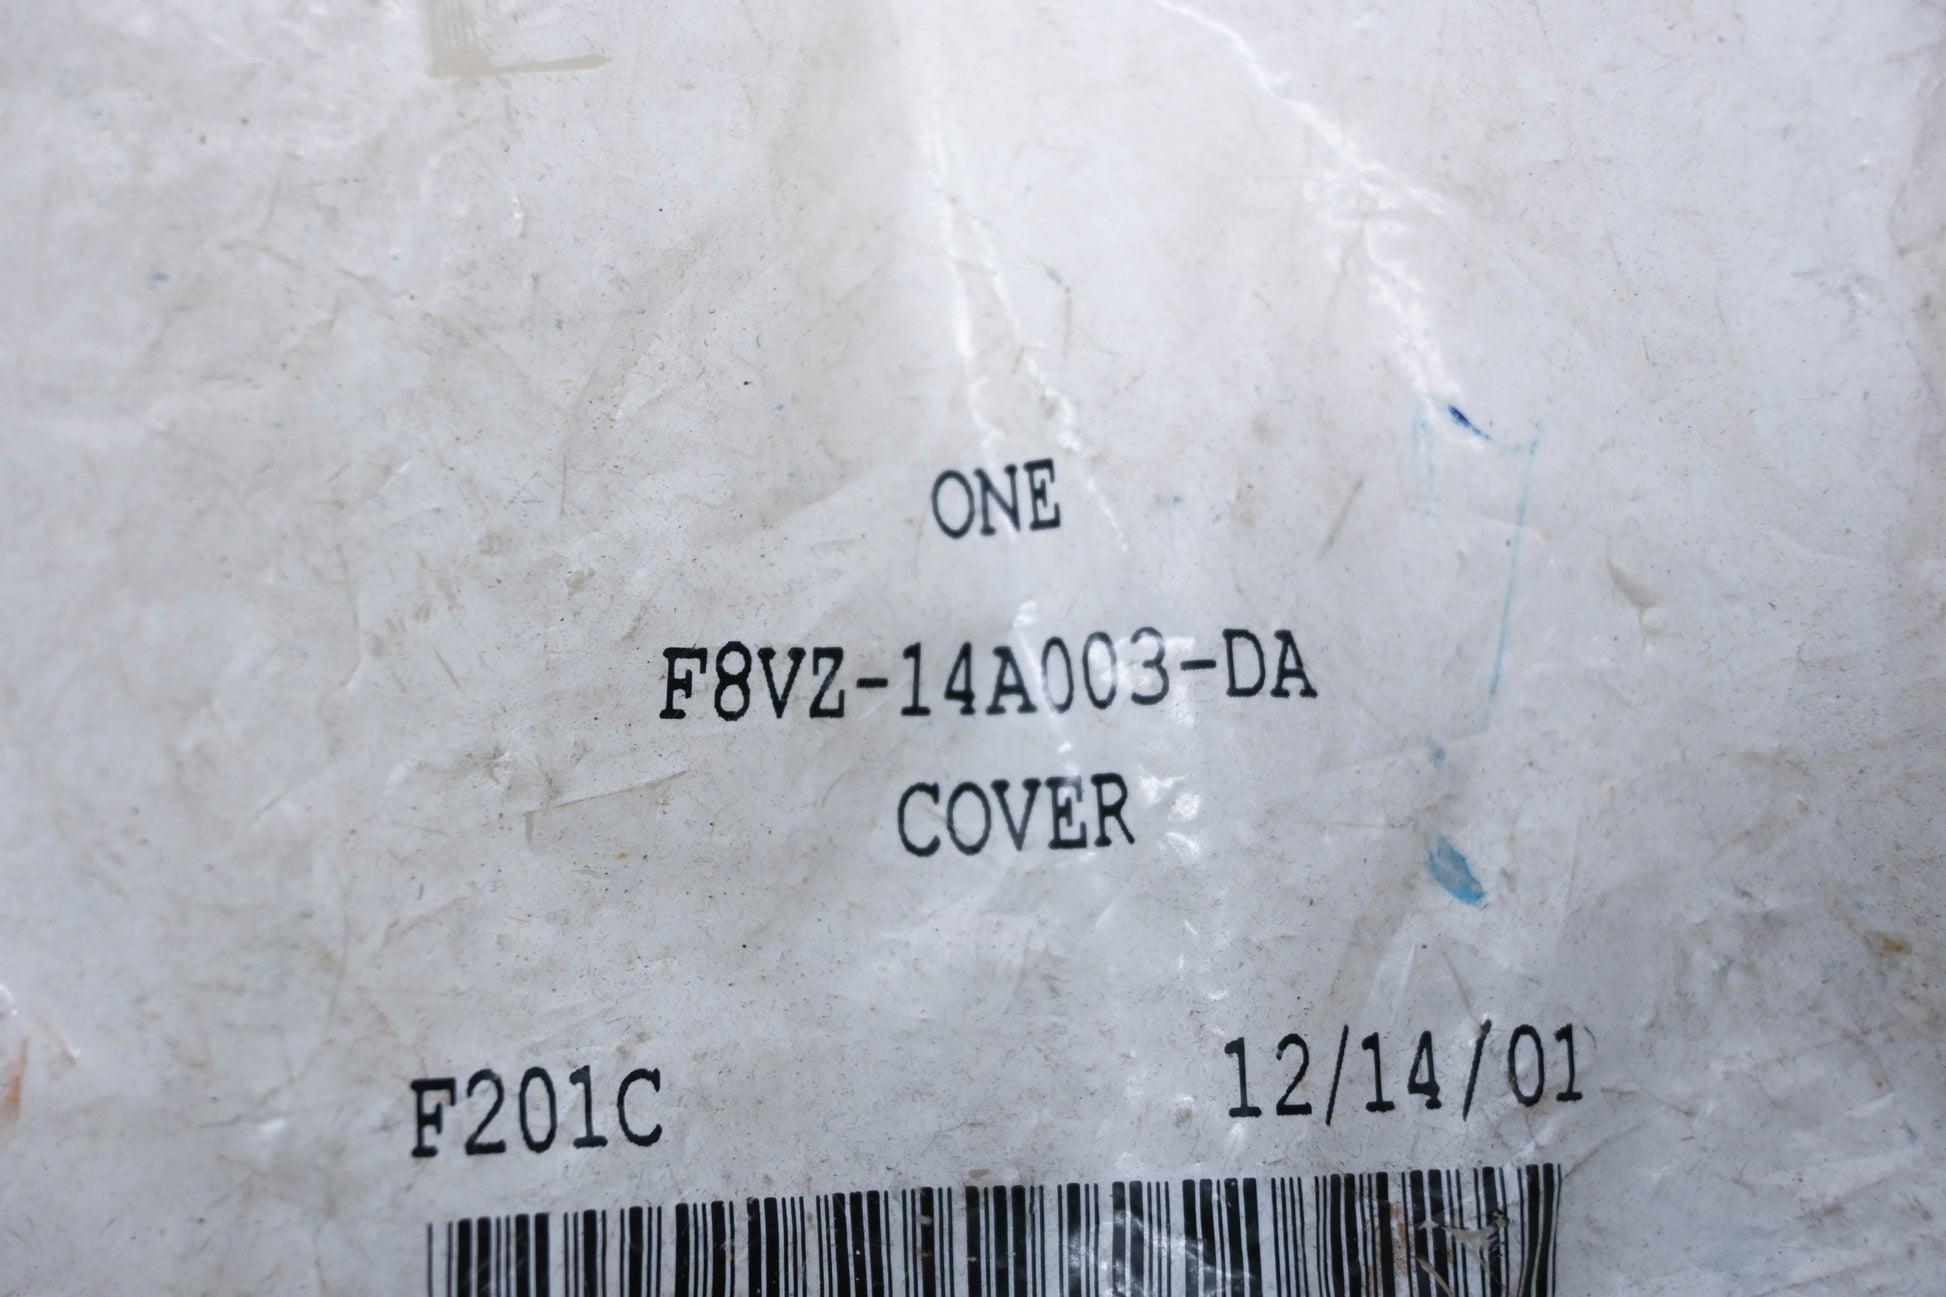 ONE
F8VZ-14A003-DA
COVER
F201C 12/14/01